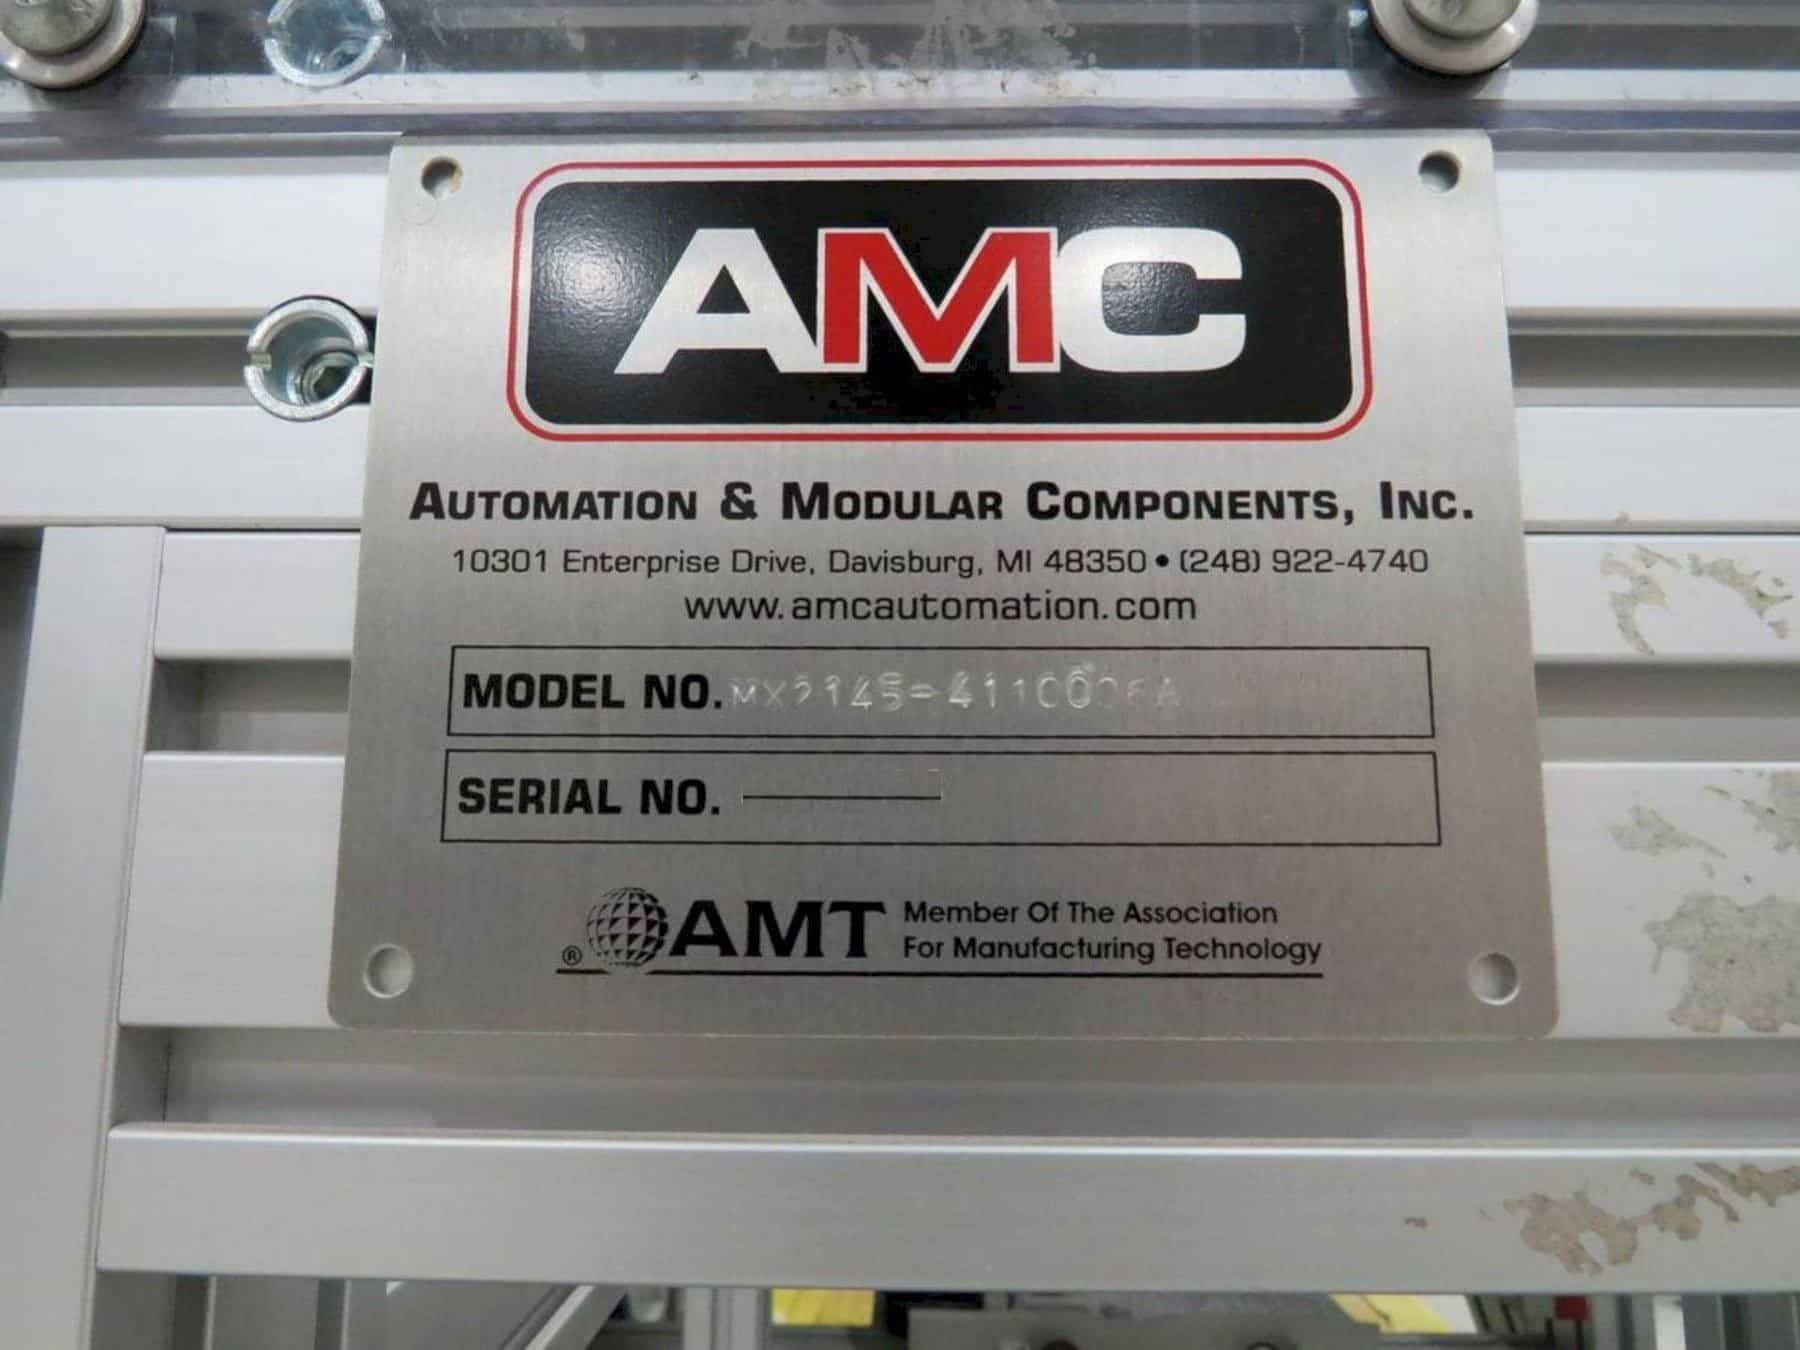 AMC
AUTOMATION & MODULAR COMPONENTS, INC.
10301 Enterprise Drive, Davisburg, MI 48350 • (248) 922-4740
www.amcautomation.com
MODEL NO.
SERIAL NO.
® AMT Member Of The Association
For Manufacturing Technology